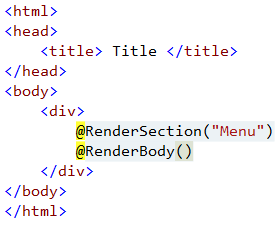 <html>
<head>
    <title> Title </title>
</head>
<body>
    <div>
        @RenderSection("Menu")
        @RenderBody()
    </div>
</body>
</html>